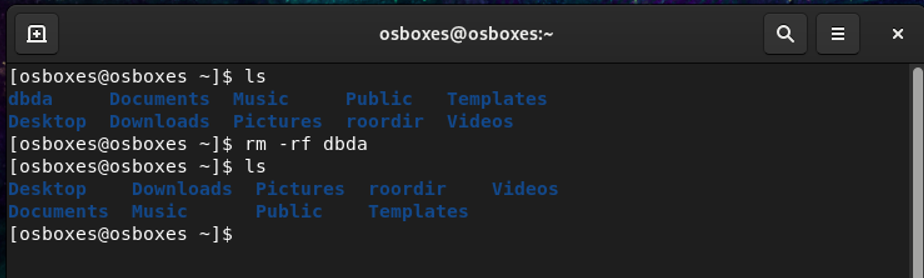 osboxes@osboxes:~
[osboxes@osboxes ~]$ ls
dbda Documents Music Public Templates
Desktop Downloads Pictures roordir Videos
[osboxes@osboxes ~]$ rm -rf dbda
[osboxes@osboxes ~]$ ls
Desktop Downloads Pictures roordir Videos
Documents Music Public Templates
[osboxes@osboxes ~]$